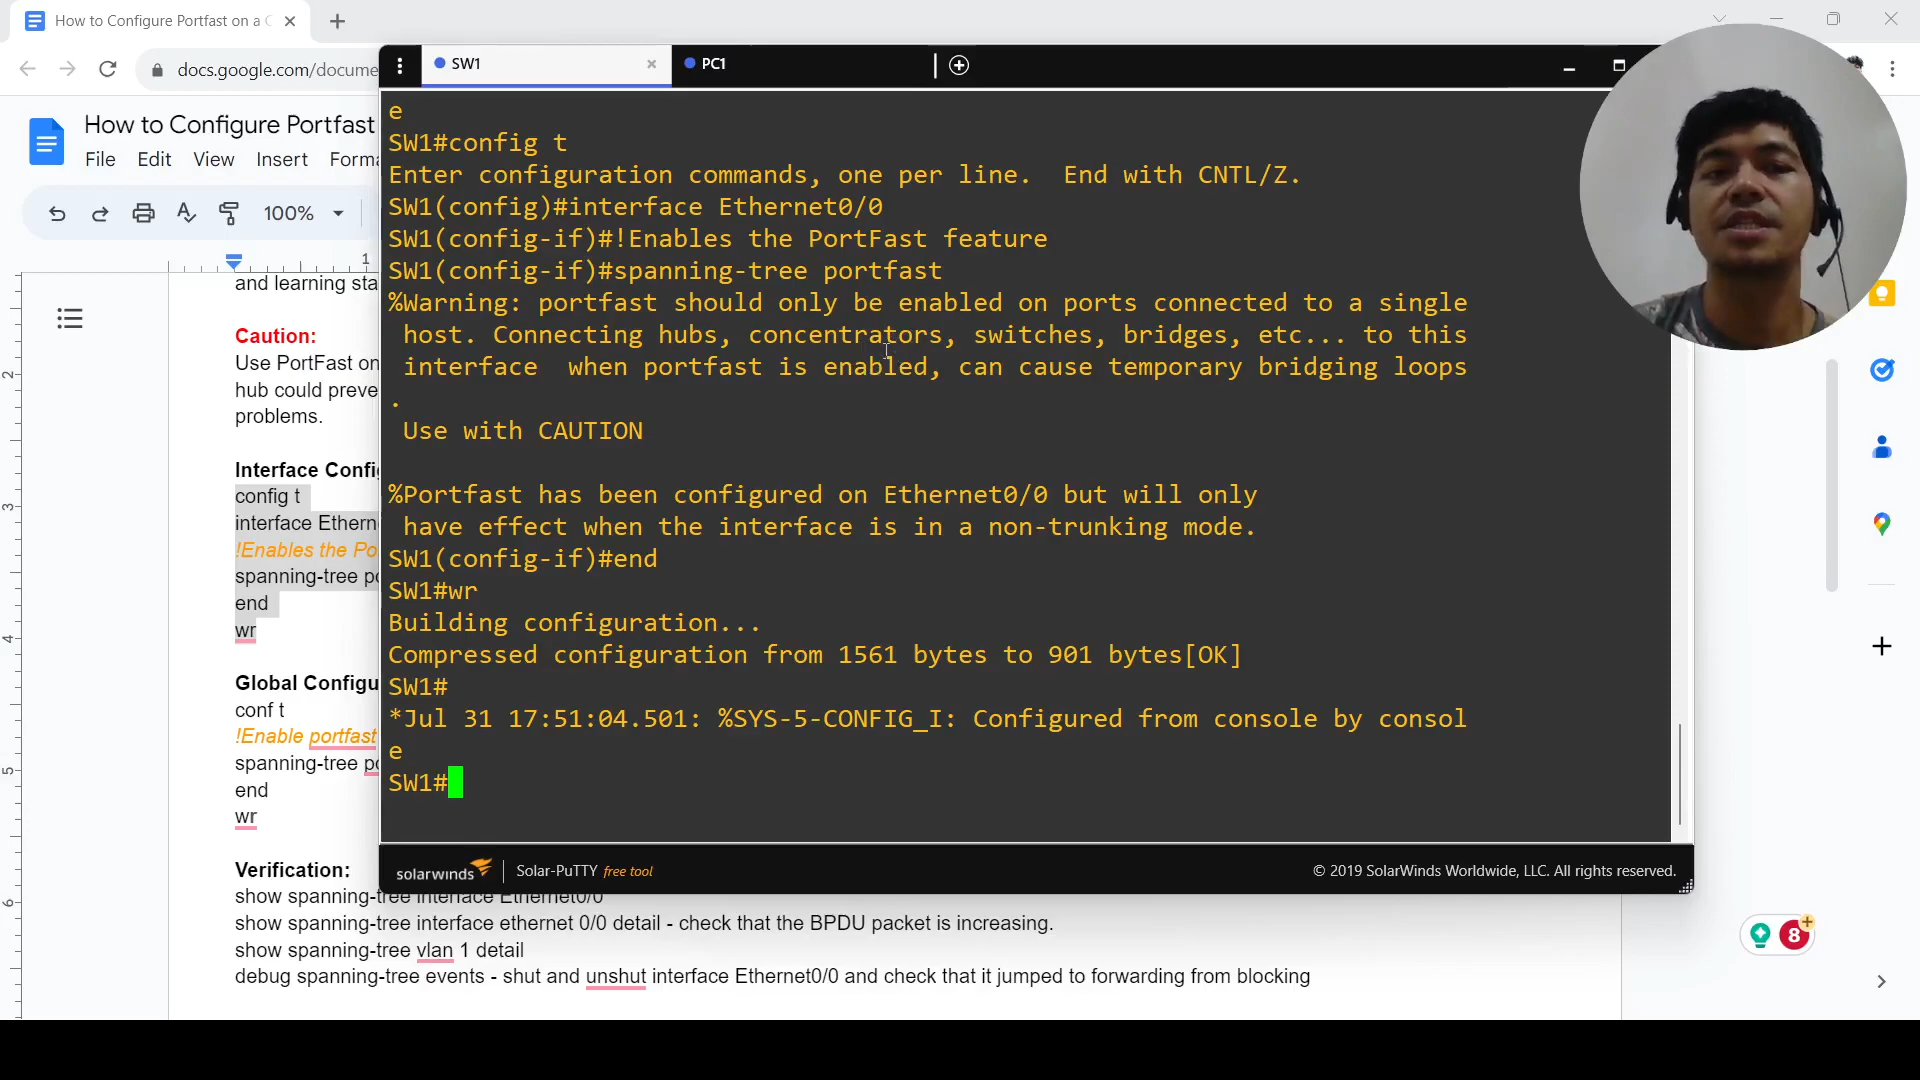 How to Configure Portfast on a C
docs.google.com/docume
How to Configure Portfast
File Edit View Insert Forma
100%
1
2
3
4
5
6
and learning sta
Caution:
Use PortFast on
hub could preve
problems.
Interface Config
config t
interface Ethern
!Enables the Po
spanning-tree po
end
wr
Global Configu
conf t
!Enable portfast
spanning-tree po
end
wr
Verification:
show spanning-tree interface Ethernet0/0
show spanning-tree interface ethernet 0/0 detail - check that the BPDU packet is increasing.
show spanning-tree vlan 1 detail
debug spanning-tree events - shut and unshut interface Ethernet0/0 and check that it jumped to forwarding from blocking
SW1
PC1
e
SW1#config t
Enter configuration commands, one per line.  End with CNTL/Z.
SW1(config)#interface Ethernet0/0
SW1(config-if)#!Enables the PortFast feature
SW1(config-if)#spanning-tree portfast
%Warning: portfast should only be enabled on ports connected to a single
host. Connecting hubs, concentrators, switches, bridges, etc... to this
interface  when portfast is enabled, can cause temporary bridging loops
.
Use with CAUTION
%Portfast has been configured on Ethernet0/0 but will only
have effect when the interface is in a non-trunking mode.
SW1(config-if)#end
SW1#wr
Building configuration...
Compressed configuration from 1561 bytes to 901 bytes[OK]
SW1#
*Jul 31 17:51:04.501: %SYS-5-CONFIG_I: Configured from console by consol
e
SW1#
solarwinds Solar-PuTTY free tool
© 2019 SolarWinds Worldwide, LLC. All rights reserved.
8